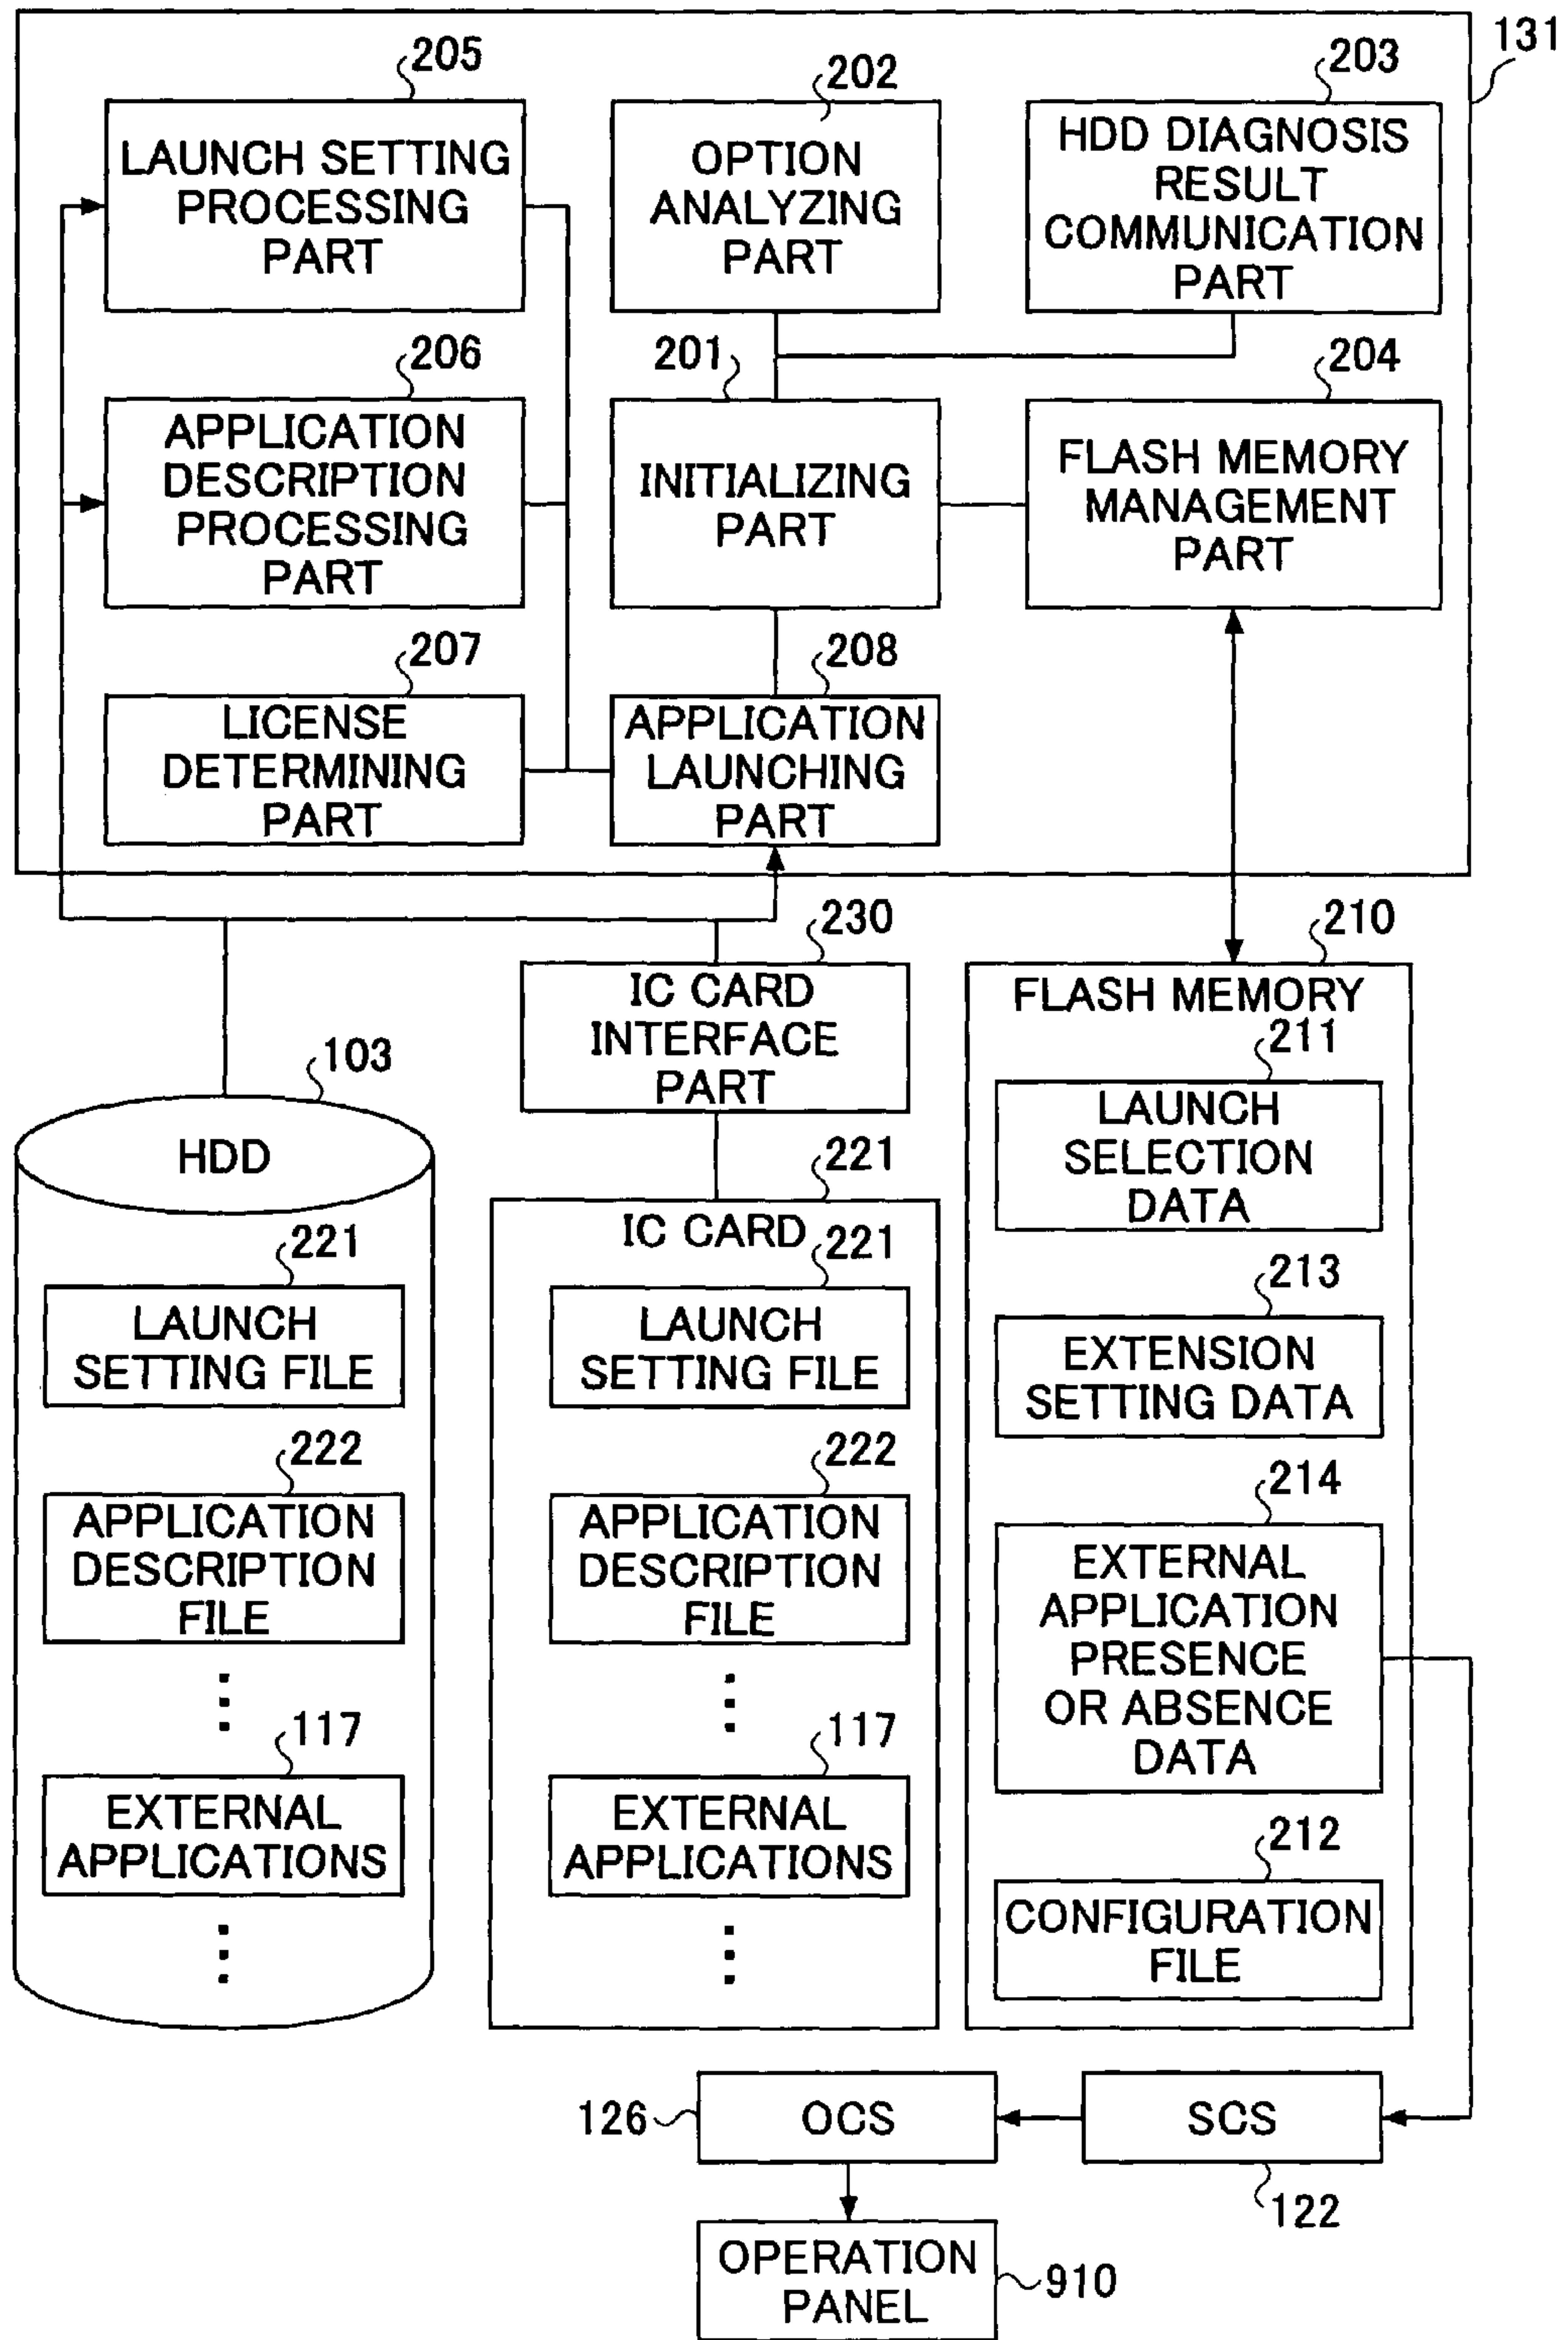 131
205
LAUNCH SETTING
PROCESSING
PART
202
OPTION
ANALYZING
PART
203
HDD DIAGNOSIS
RESULT
COMMUNICATION
PART
206
APPLICATION
DESCRIPTION
PROCESSING
PART
201
INITIALIZING
PART
204
FLASH MEMORY
MANAGEMENT
PART
207
LICENSE
DETERMINING
PART
208
APPLICATION
LAUNCHING
PART
103
HDD
221
LAUNCH
SETTING FILE
222
APPLICATION
DESCRIPTION
FILE
117
EXTERNAL
APPLICATIONS
230
IC CARD
INTERFACE
PART
221
IC CARD
221
LAUNCH
SETTING FILE
222
APPLICATION
DESCRIPTION
FILE
117
EXTERNAL
APPLICATIONS
210
FLASH MEMORY
211
LAUNCH
SELECTION
DATA
213
EXTENSION
SETTING DATA
214
EXTERNAL
APPLICATION
PRESENCE
OR ABSENCE
DATA
212
CONFIGURATION
FILE
126
OCS
SCS
122
OPERATION
PANEL
910